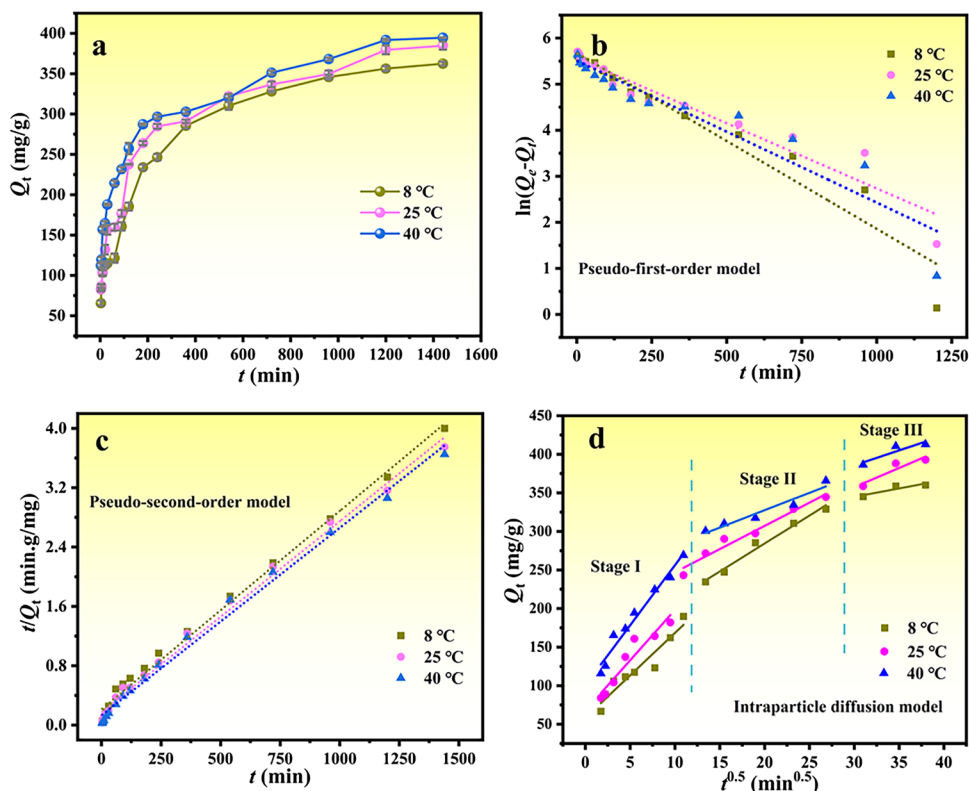 a
400
350
300
250
200
150
100
50
0 200 400 600 800 1000 1200 1400 1600
Qt (mg/g)
t (min)
8 ℃
25 ℃
40 ℃
b
6
5
4
3
2
1
0
0 250 500 750 1000 1250
ln(Qe-Qt)
t (min)
8 ℃
25 ℃
40 ℃
Pseudo-first-order model
c
4.0
3.2
2.4
1.6
0.8
0.0
0 250 500 750 1000 1250 1500
t/Qt (min.g/mg)
t (min)
Pseudo-second-order model
8 ℃
25 ℃
40 ℃
d
450
400
350
300
250
200
150
100
50
0 5 10 15 20 25 30 35 40
Qt (mg/g)
t0.5 (min0.5)
Stage I
Stage II
Stage III
8 ℃
25 ℃
40 ℃
Intraparticle diffusion model